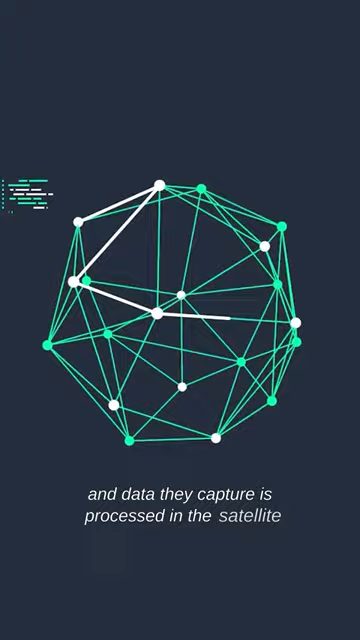 and data they capture is
processed in the satellite